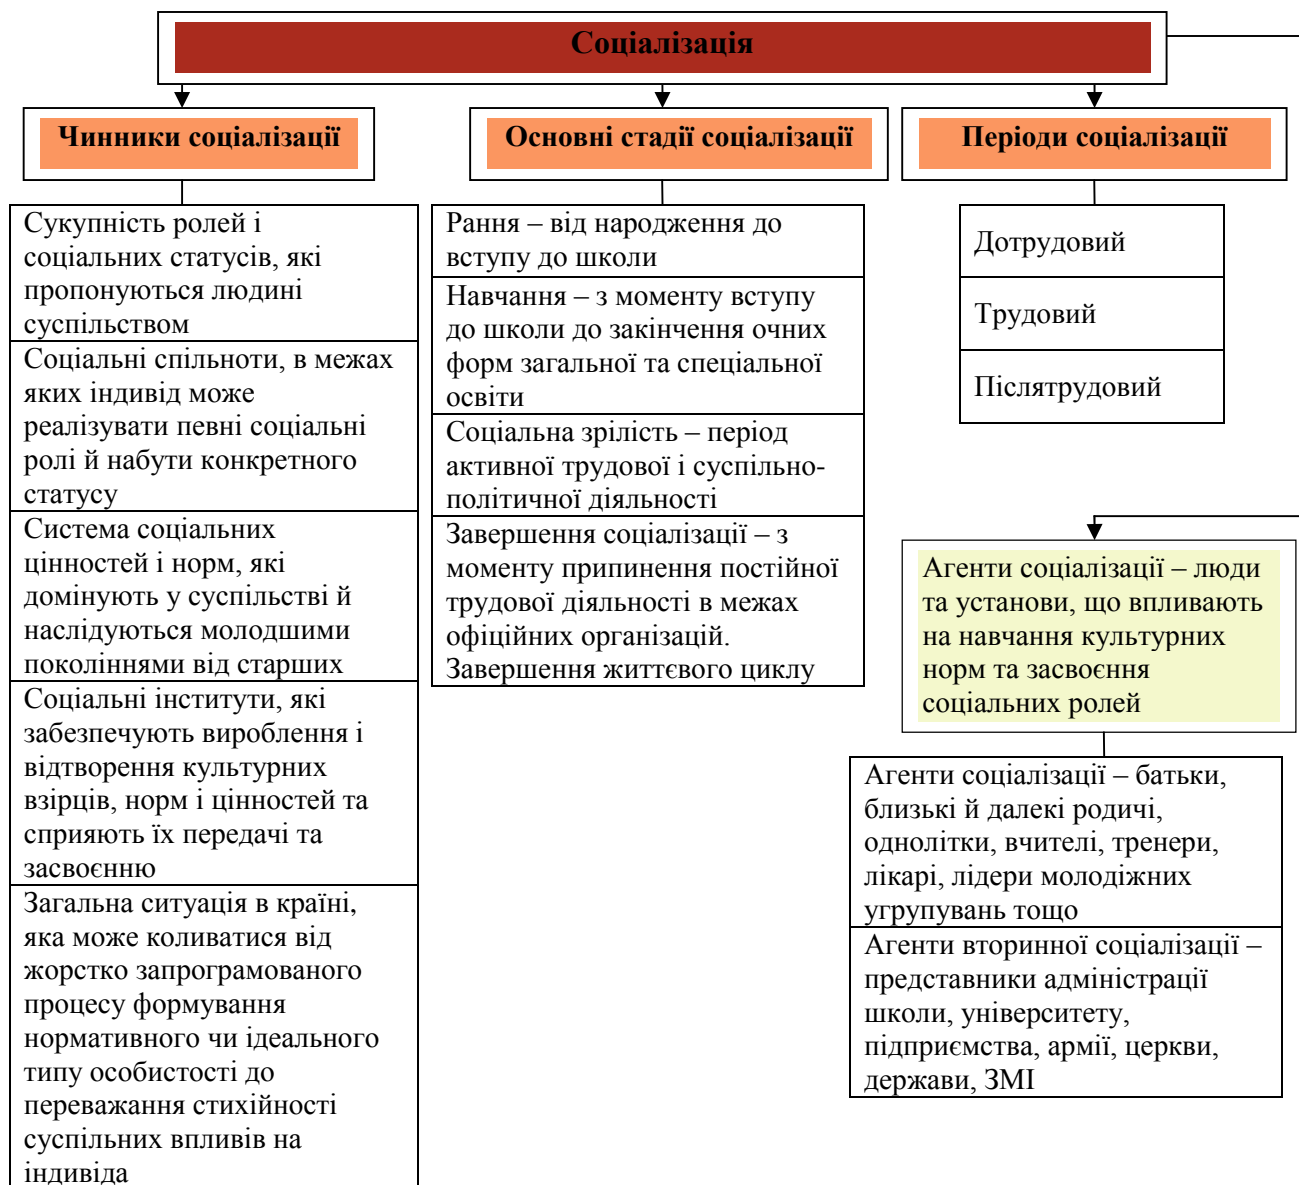 Соціалізація
Чинники соціалізації
Сукупність ролей і
соціальних статусів, які
пропонуються людині
суспільством
Соціальні спільноти, в межах
яких індивід може
реалізувати певні соціальні
ролі й набути конкретного
статусу
Система соціальних
цінностей і норм, які
домінують у суспільстві й
наслідуються молодшими
поколіннями від старших
Соціальні інститути, які
забезпечують вироблення і
відтворення культурних
взірців, норм і цінностей та
сприяють їх передачі та
засвоєнню
Загальна ситуація в країні,
яка може коливатися від
жорстко запрограмованого
процесу формування
нормативного чи ідеального
типу особистості до
переважання стихійності
суспільних впливів на
індивіда
Основні стадії соціалізації
Рання – від народження до
вступу до школи
Навчання – з моменту вступу
до школи до закінчення очних
форм загальної та спеціальної
освіти
Соціальна зрілість – період
активної трудової і суспільно-
політичної діяльності
Завершення соціалізації – з
моменту припинення постійної
трудової діяльності в межах
офіційних організацій.
Завершення життєвого циклу
Періоди соціалізації
Дотрудовий
Трудовий
Післятрудовий
Агенти соціалізації – люди
та установи, що впливають
на навчання культурних
норм та засвоєння
соціальних ролей
Агенти соціалізації – батьки,
близькі й далекі родичі,
однолітки, вчителі, тренери,
лікарі, лідери молодіжних
угрупувань тощо
Агенти вторинної соціалізації –
представники адміністрації
школи, університету,
підприємства, армії, церкви,
держави, ЗМІ